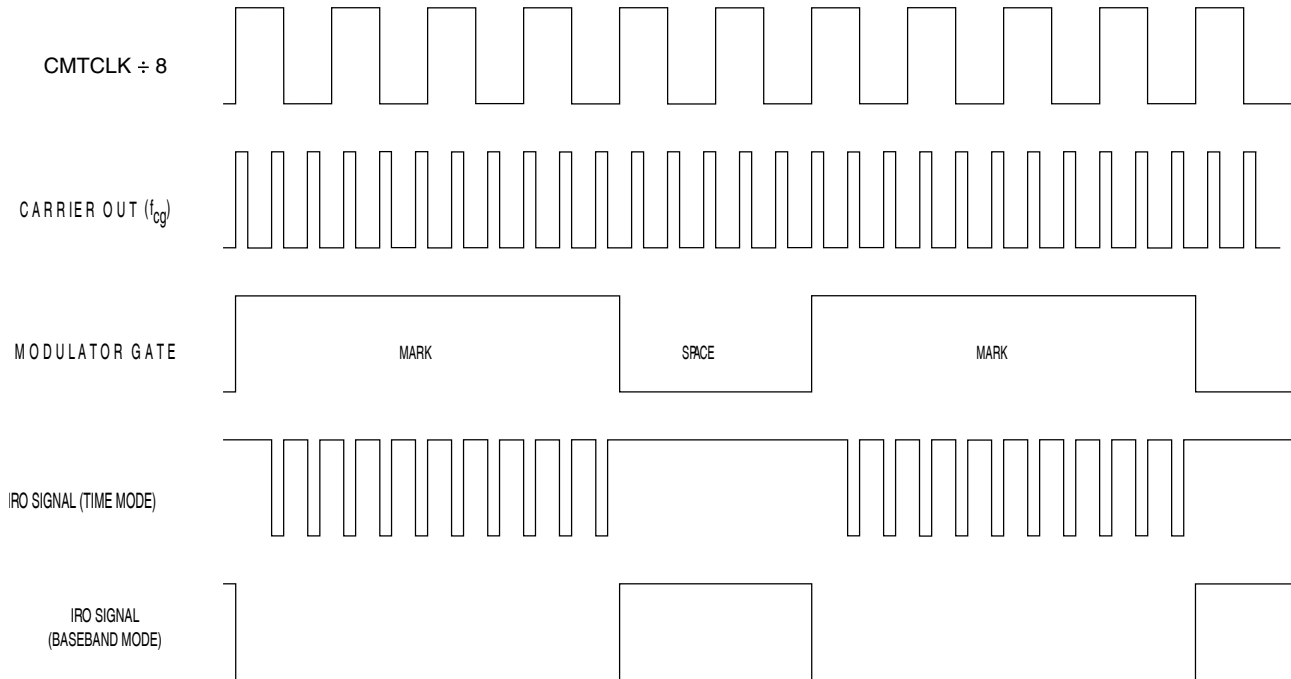 CMTCLK ÷ 8
CARRIER OUT (fcg)
MODULATOR GATE
MARK
SPACE
MARK
IRO SIGNAL (TIME MODE)
IRO SIGNAL
(BASEBAND MODE)